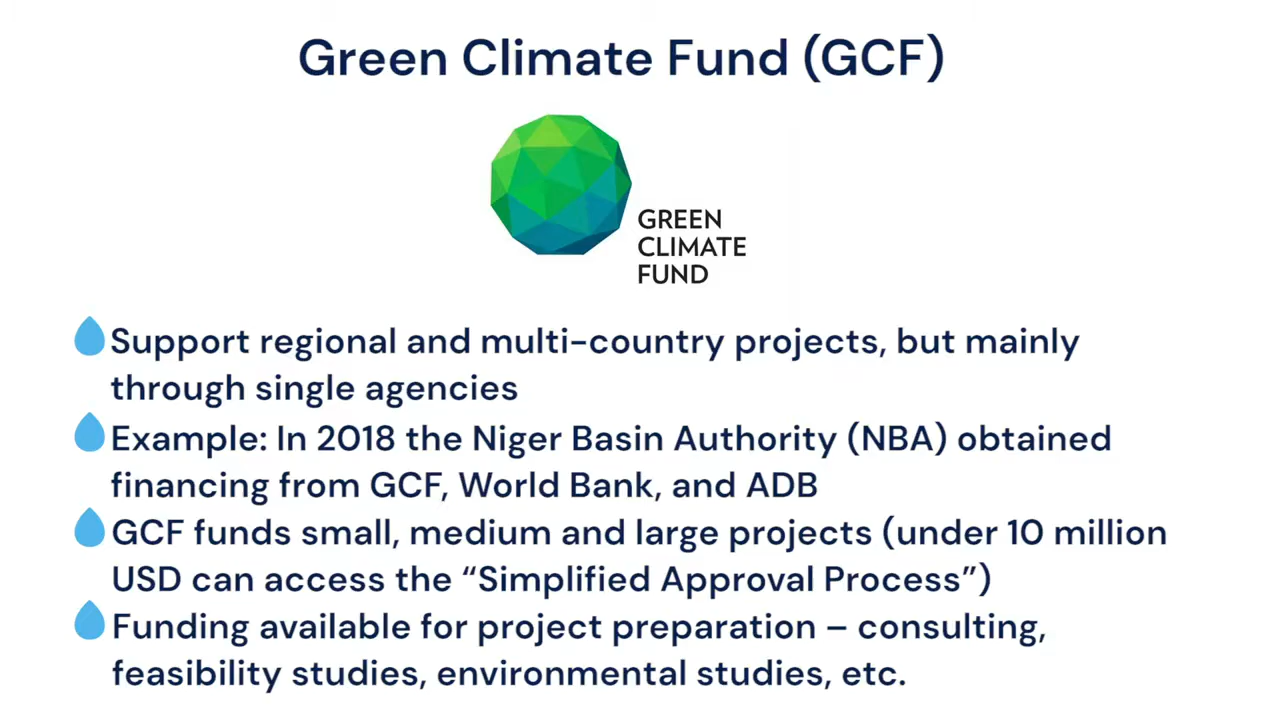 Green Climate Fund (GCF)
GREEN
CLIMATE
FUND
Support regional and multi-country projects, but mainly
through single agencies
Example: In 2018 the Niger Basin Authority (NBA) obtained
financing from GCF, World Bank, and ADB
GCF funds small, medium and large projects (under 10 million
USD can access the “Simplified Approval Process”)
Funding available for project preparation – consulting,
feasibility studies, environmental studies, etc.